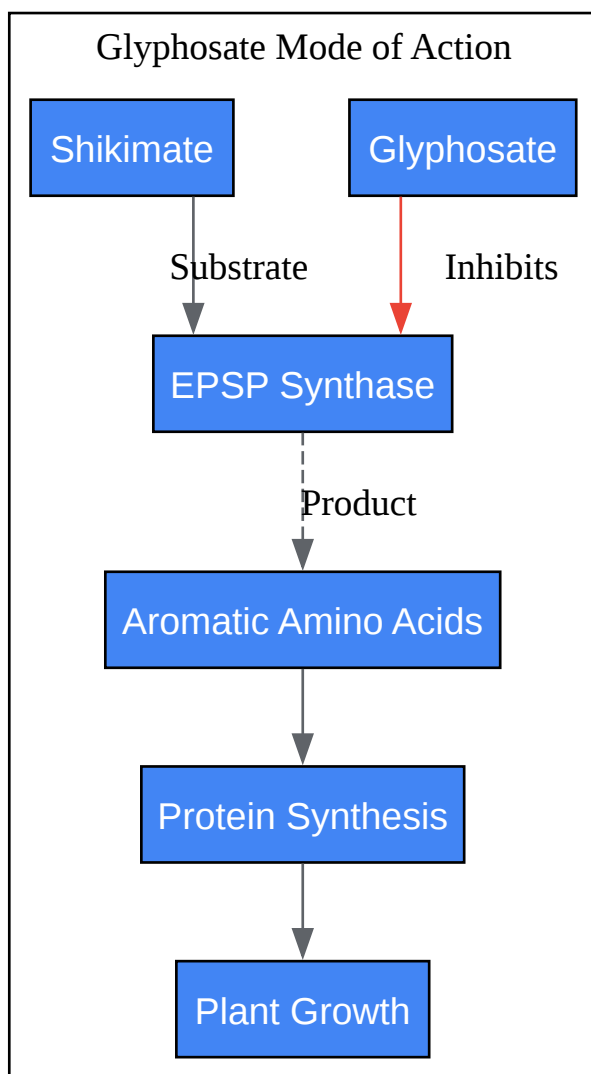 Glyphosate Mode of Action
Shikimate
Glyphosate
Substrate
Inhibits
EPSP Synthase
Product
Aromatic Amino Acids
Protein Synthesis
Plant Growth